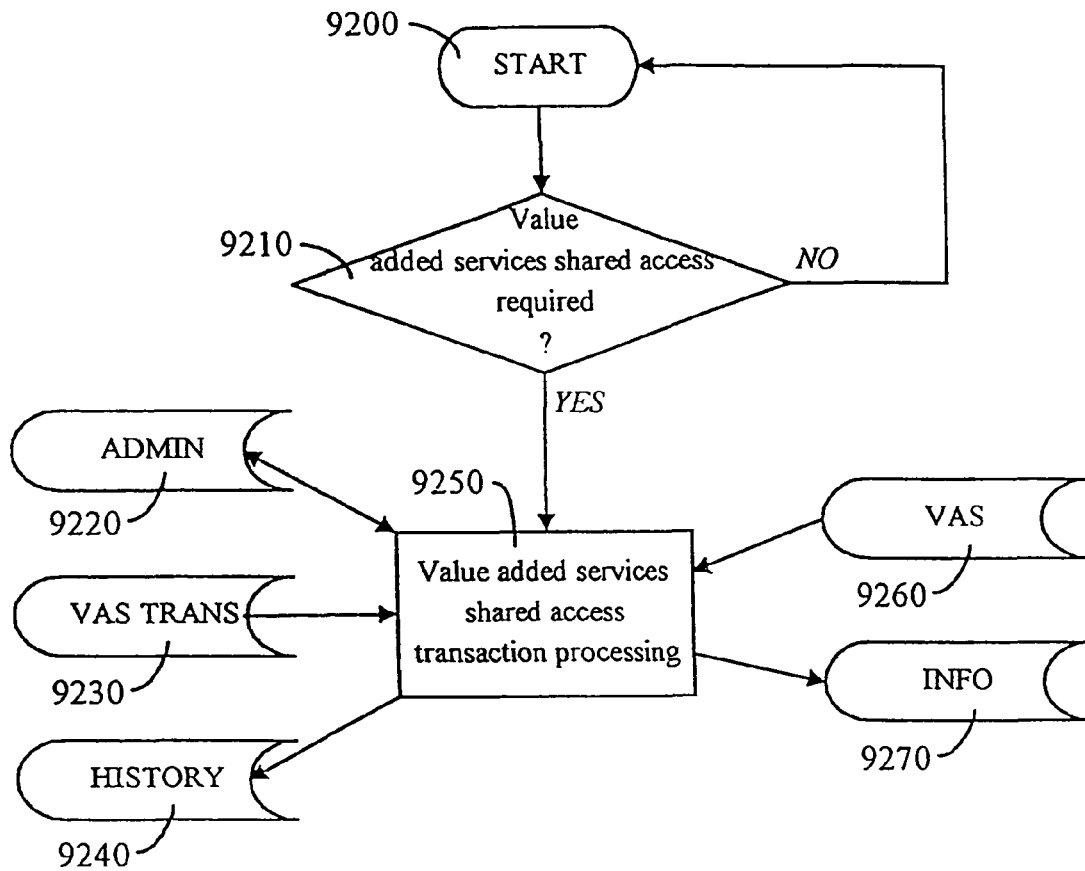 9200
START
9210
Value
added services shared access
required
?
NO
YES
ADMIN
9220
9250
VAS
9260
Value added services
shared access
transaction processing
VAS TRANS
9230
INFO
9270
HISTORY
9240